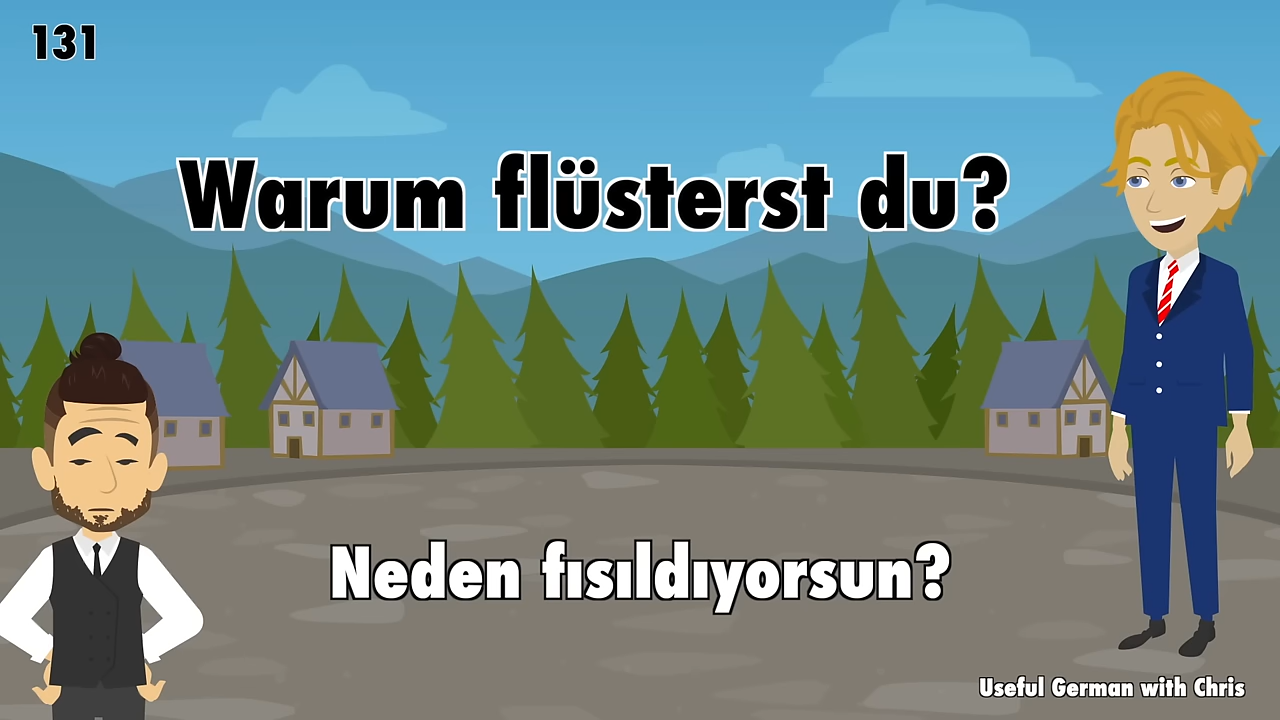 131
Warum flüsterst du?
Neden fısıldıyorsun?
Useful German with Chris